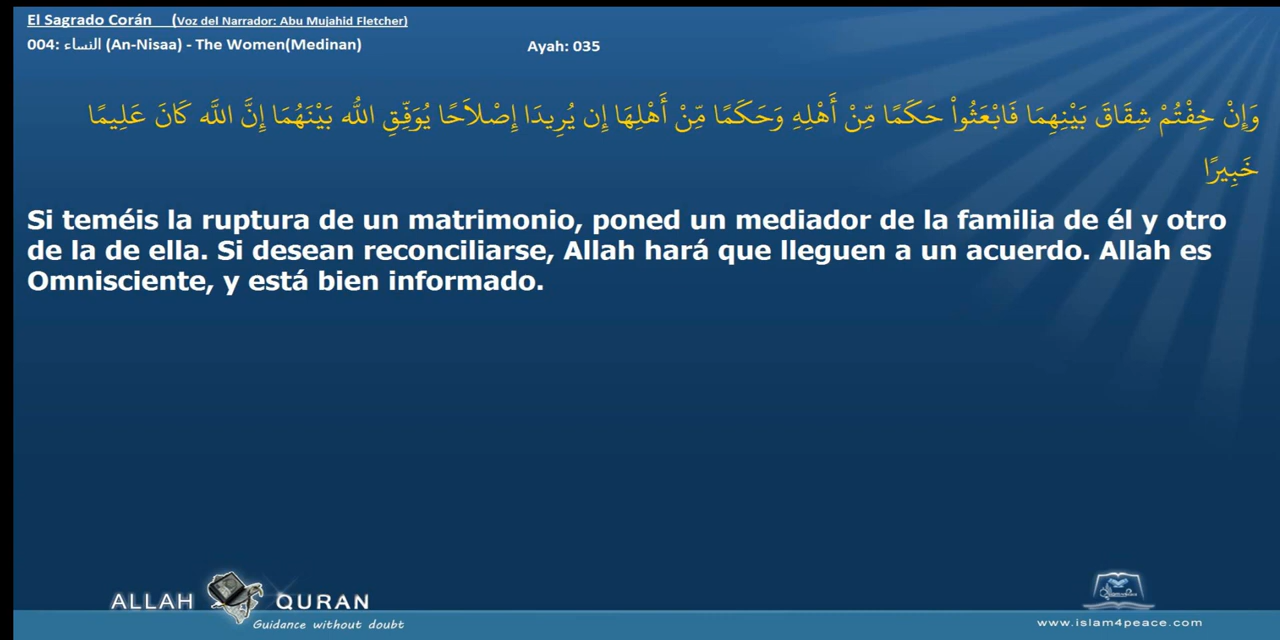 El Sagrado Corán (Voz del Narrador: Abu Mujahid Fletcher)
004: النساء (An-Nisaa) - The Women(Medinan) Ayah: 035
وَإِنْ خِفْتُمْ شِقَاقَ بَيْنِهِمَا فَابْعَثُواْ حَكَمًا مِّنْ أَهْلِهِ وَحَكَمًا مِّنْ أَهْلِهَا إِن يُرِيدَا إِصْلاَحًا يُوَفِّقِ اللّه بَيْنَهُمَا إِنَّ اللَّه كَانَ عَلِيمًا
خَبِيرًا
Si teméis la ruptura de un matrimonio, poned un mediador de la familia de él y otro
de la de ella. Si desean reconciliarse, Allah hará que lleguen a un acuerdo. Allah es
Omnisciente, y está bien informado.
ALLAH QURAN
Guidance without doubt
www.islam4peace.com